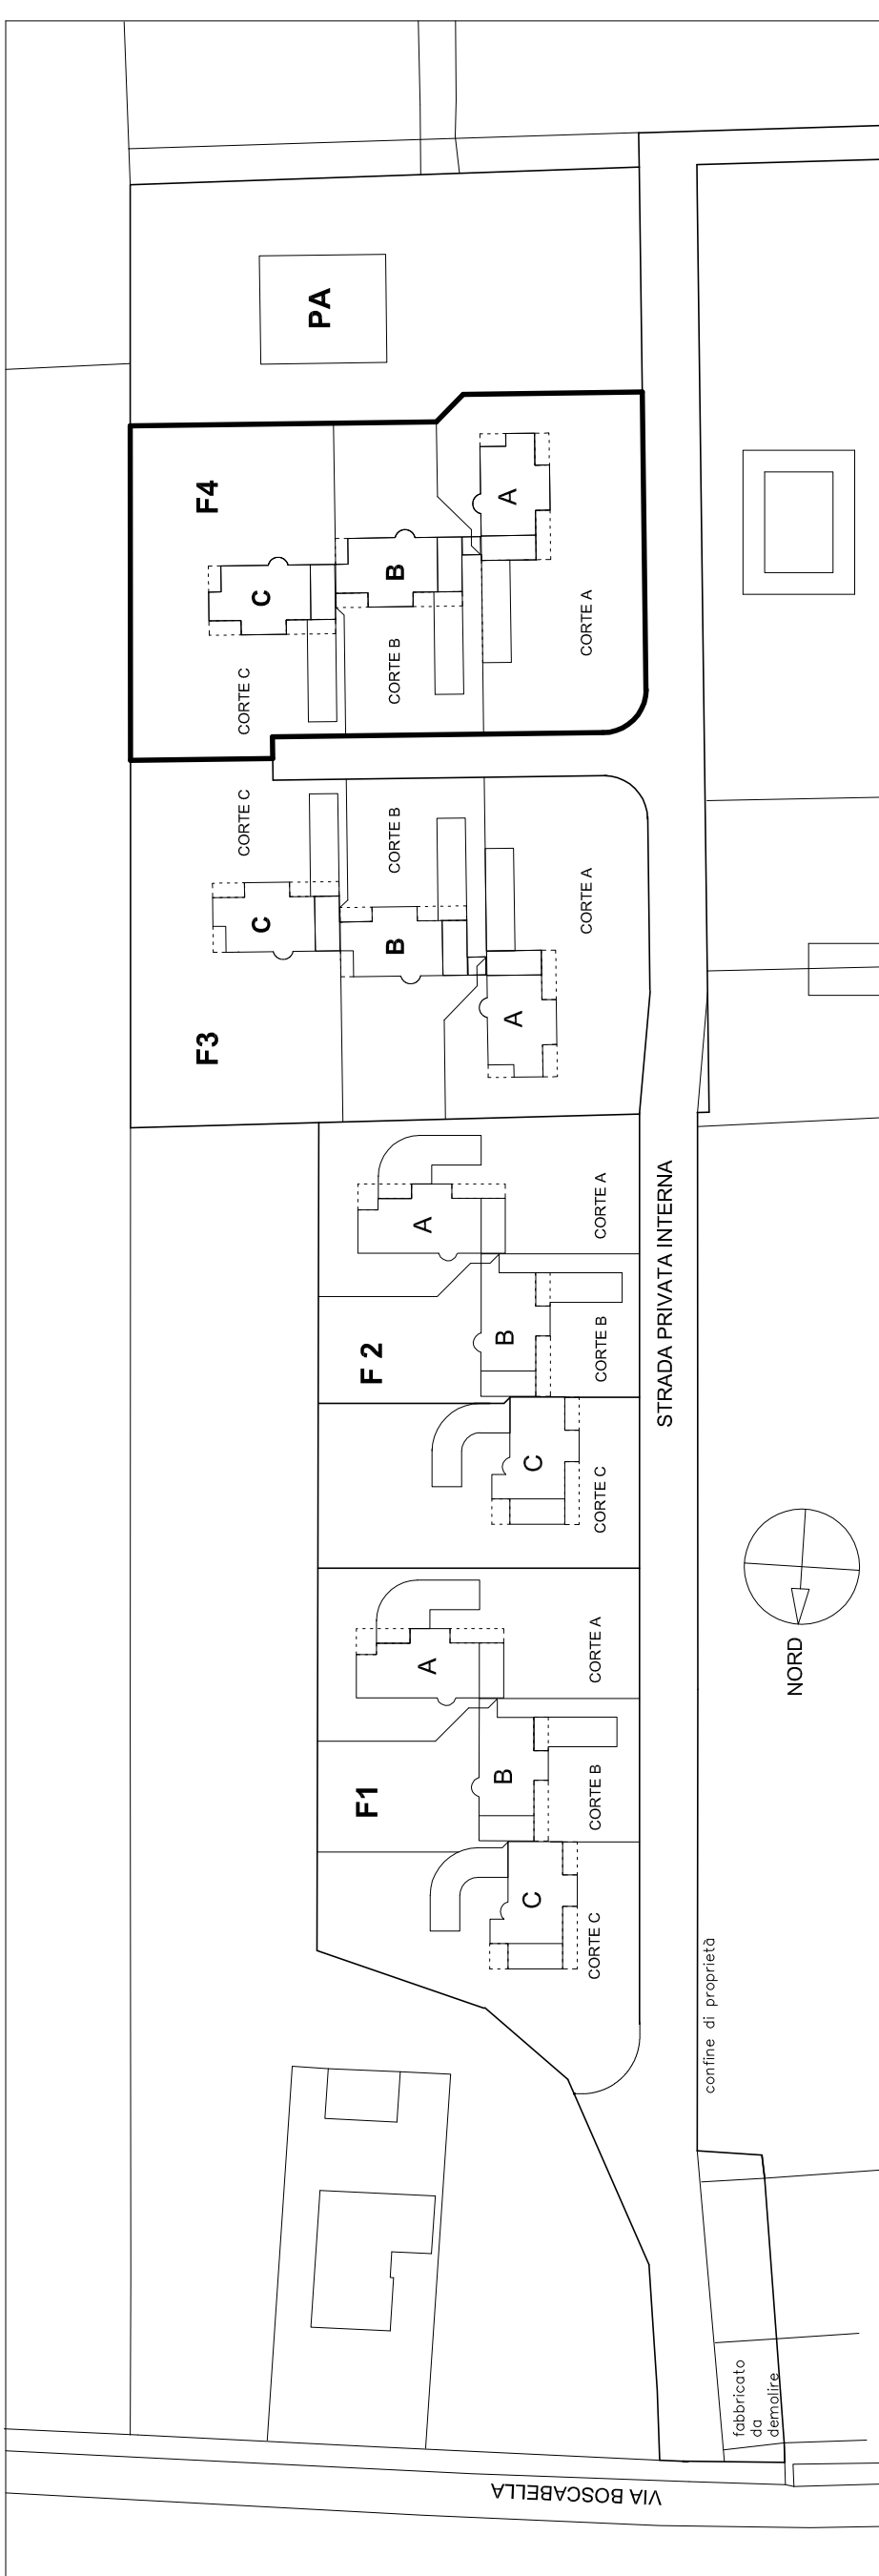 PA
F4
A
B
C
CORTE A
CORTE B
CORTE C
CORTE C
CORTE B
CORTE A
C
B
A
F3
A
CORTE A
B
F 2
CORTE B
C
CORTE C
STRADA PRIVATA INTERNA
NORD
A
CORTE A
B
F1
CORTE B
C
CORTE C
confine di proprietà
fabbricato
da
demolire
VIA BOSCABELLA